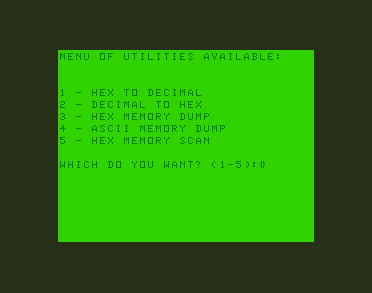 MENU OF UTILITIES AVAILABLE:
1 - HEX TO DECIMAL
2 - DECIMAL TO HEX
3 - HEX MEMORY DUMP
4 - ASCII MEMORY DUMP
5 - HEX MEMORY SCAN
WHICH DO YOU WANT? (1-5):#